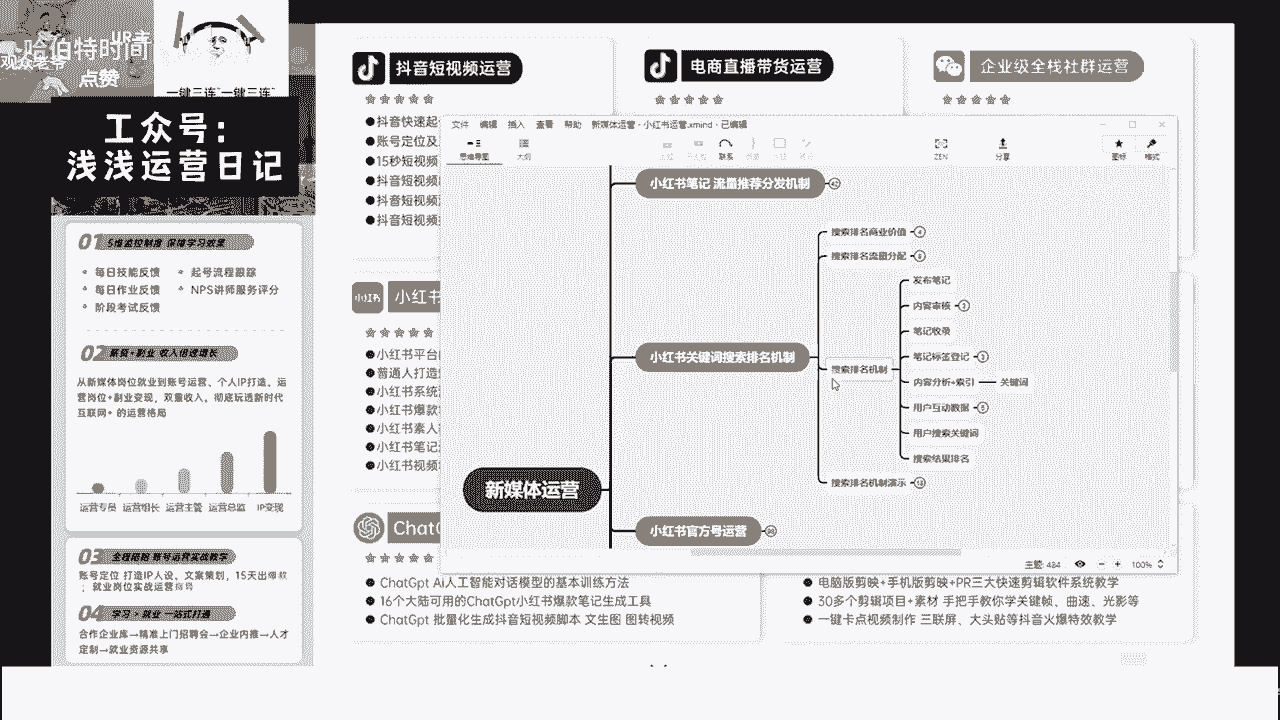 哈伯特时间
UP主
观众老爷
点赞
一键三连~一键三连~
工众号：
浅浅运营日记
01 5维监控制度 保障学习效果
每日技能反馈
起号流程跟踪
每日作业反馈
NPS讲师服务评分
阶段考试反馈
02 薪资+副业 收入倍速增长
从新媒体岗位就业到账号运营、个人IP打造、运
营岗位+副业变现，双重收入，彻底玩透新时代
互联网+ 的运营格局
运营专员 运营组长 运营主管 运营总监 IP变现
03 全程陪跑 账号运营实战教学
账号定位 打造IP人设、文案策划，15天出爆款
；就业岗位实战运营指导
04 学习+就业 一站式打通
合作企业库→精准上门招聘会→企业内推→人才
定制→就业资源共享
抖音短视频运营
抖音快速起
账号定位及
15秒短视频
抖音短视频
抖音短视频
抖音短视频
电商直播带货运营
企业级全栈社群运营
小红书
小红书
小红书平台
普通人打造
小红书系统
小红书爆款
小红书素人
小红书笔记
小红书视频
文件 编辑 插入 查看 帮助 新媒体运营 - 小红书运营.xmind - 已编辑
思维导图 大纲 联系 ZEN 分享 图标 格式
小红书笔记 流量推荐分发机制
小红书关键词搜索排名机制
搜索排名商业价值 4
搜索排名流量分配
搜索排名机制
发布笔记
内容审核
笔记收录
笔记标签登记
内容分析+索引 关键词
用户互动数据
用户搜索关键词
搜索结果排名
搜索排名机制演示
新媒体运营
小红书官方号运营
主题: 484 100%
ChatG
ChatGpt Ai人工智能对话模型的基本训练方法
16个大陆可用的ChatGpt小红书爆款笔记生成工具
ChatGpt 批量化生成抖音短视频脚本 文生图 图转视频
电脑版剪映+手机版剪映+PR三大快速剪辑软件系统教学
30多个剪辑项目+素材 手把手教你学关键帧、曲速、光影等
一键卡点视频制作 三联屏、大头贴等抖音火爆特效教学